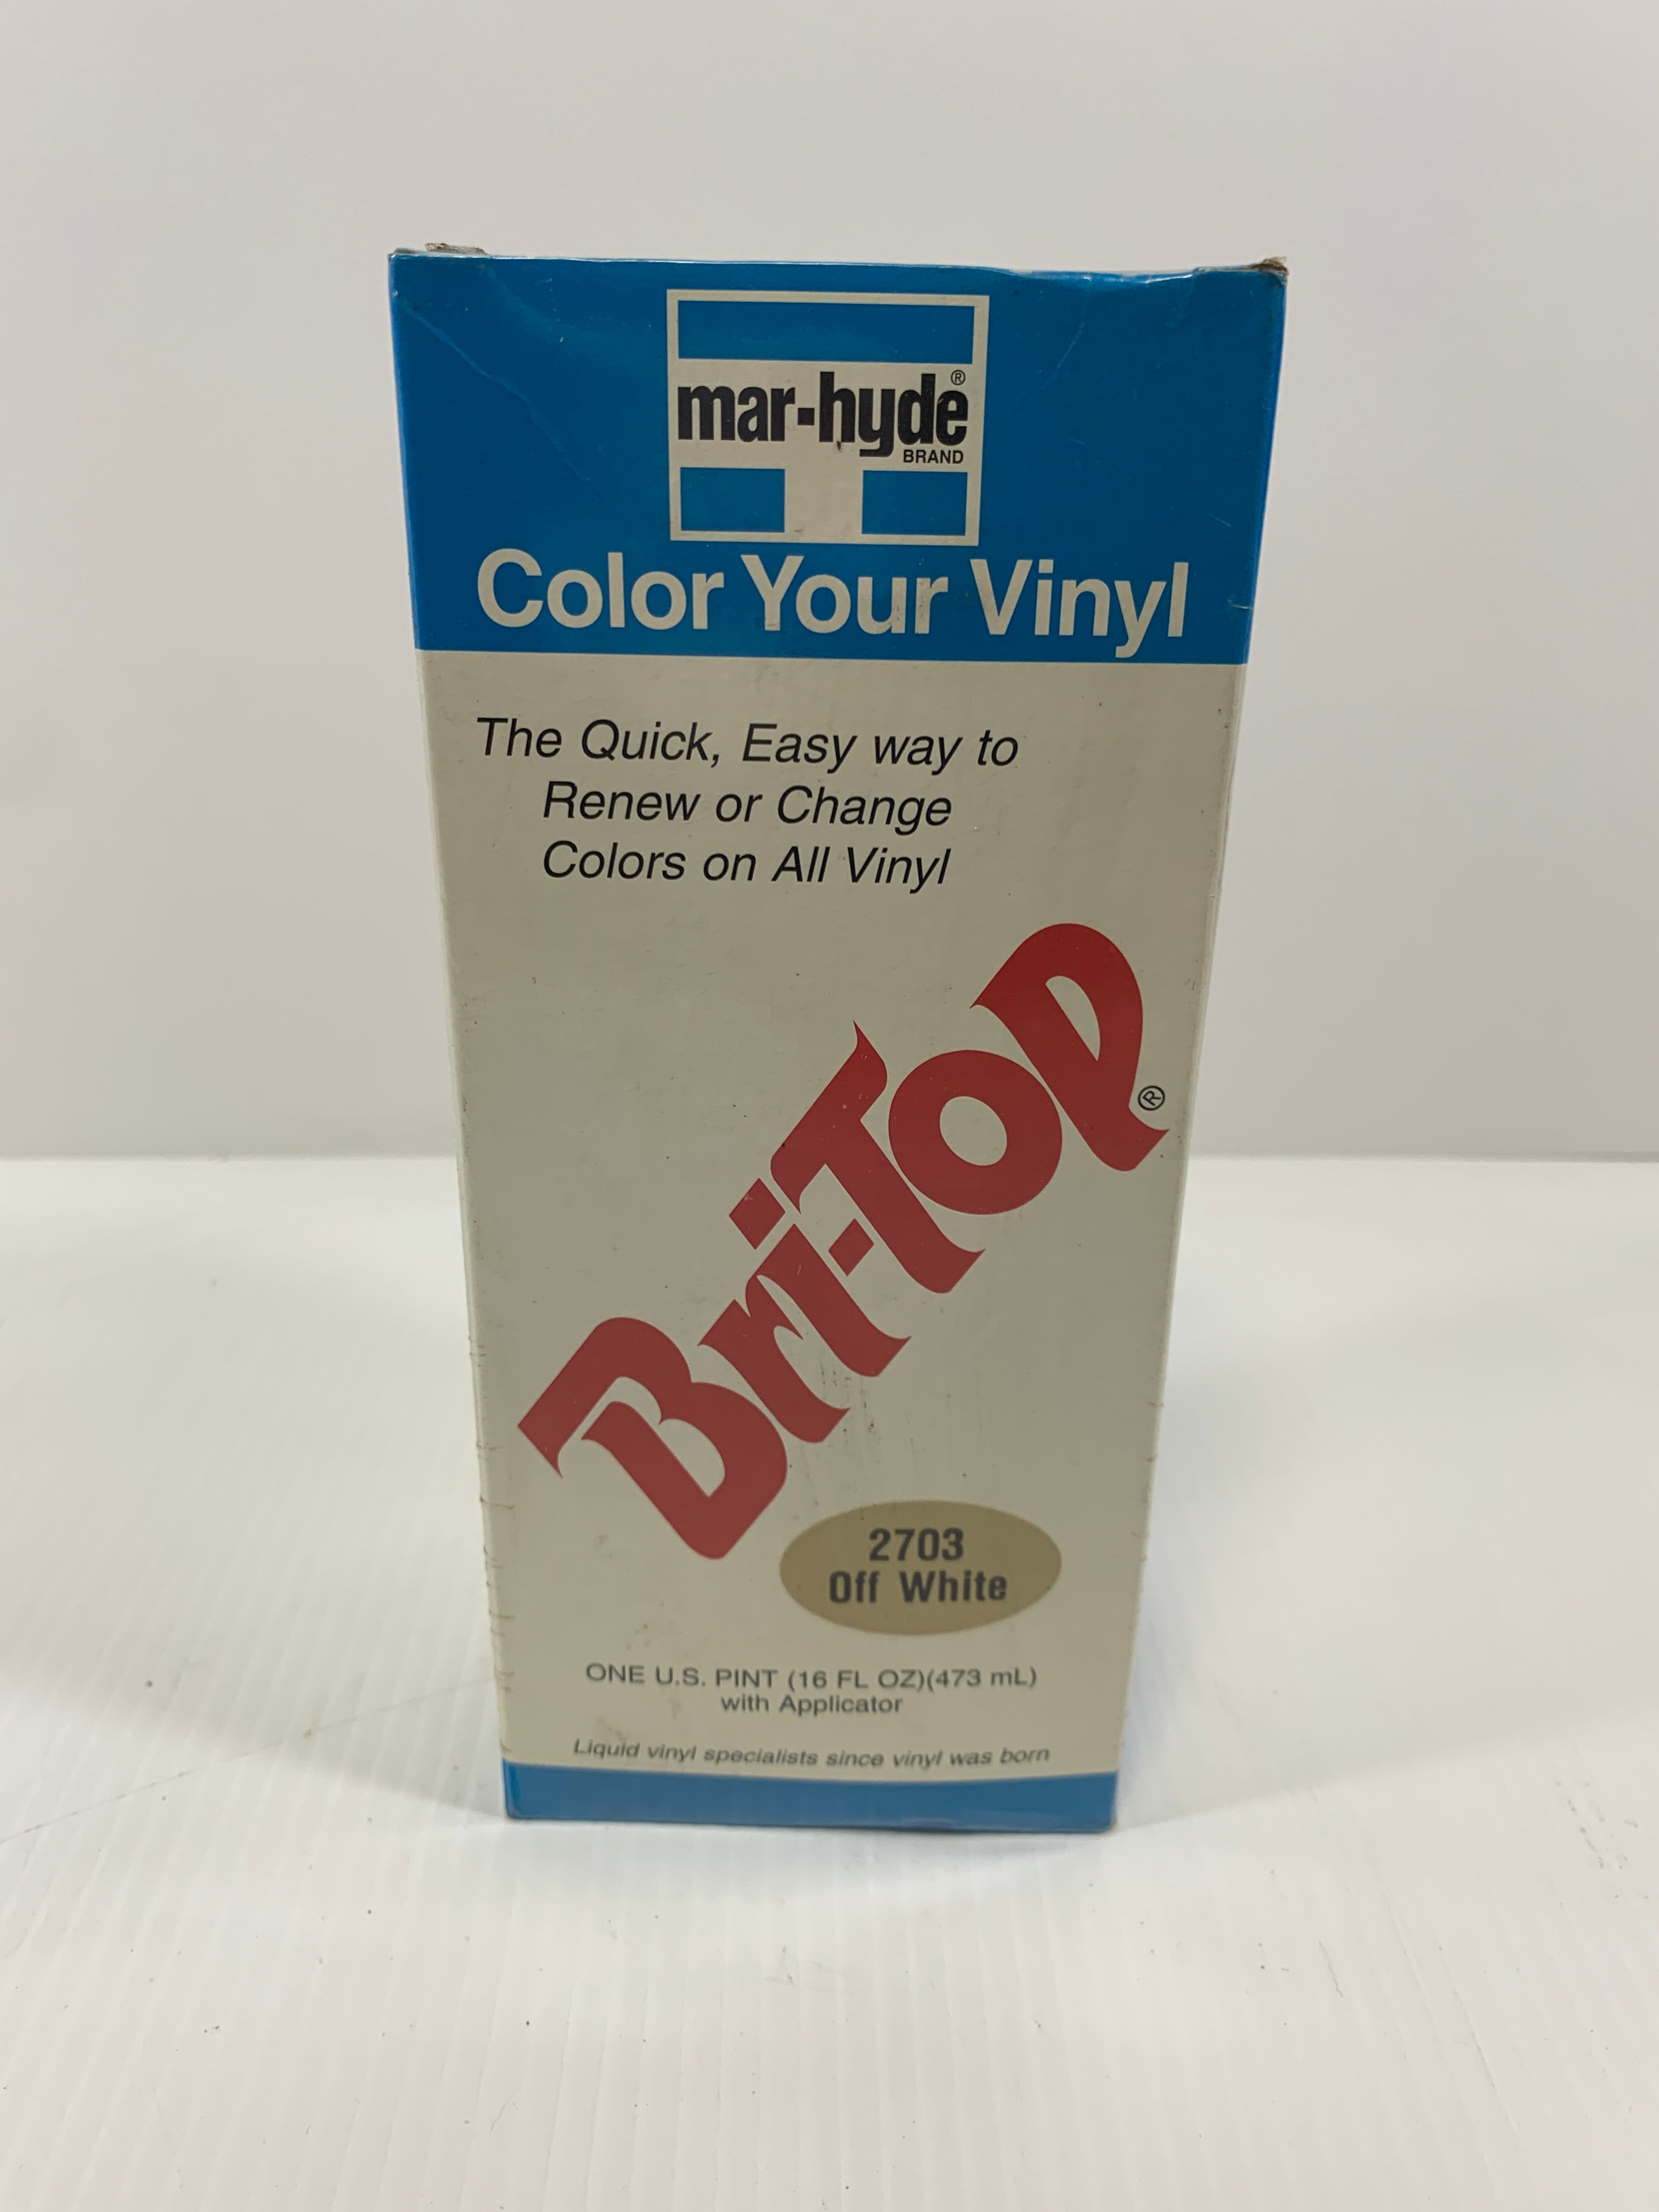 mar-hyde®
BRAND
Color Your Vinyl
The Quick, Easy way to
Renew or Change
Colors on All Vinyl
Bri-Top®
2703
Off White
ONE U.S. PINT (16 FL OZ)(473 mL)
with Applicator
Liquid vinyl specialists since vinyl was born